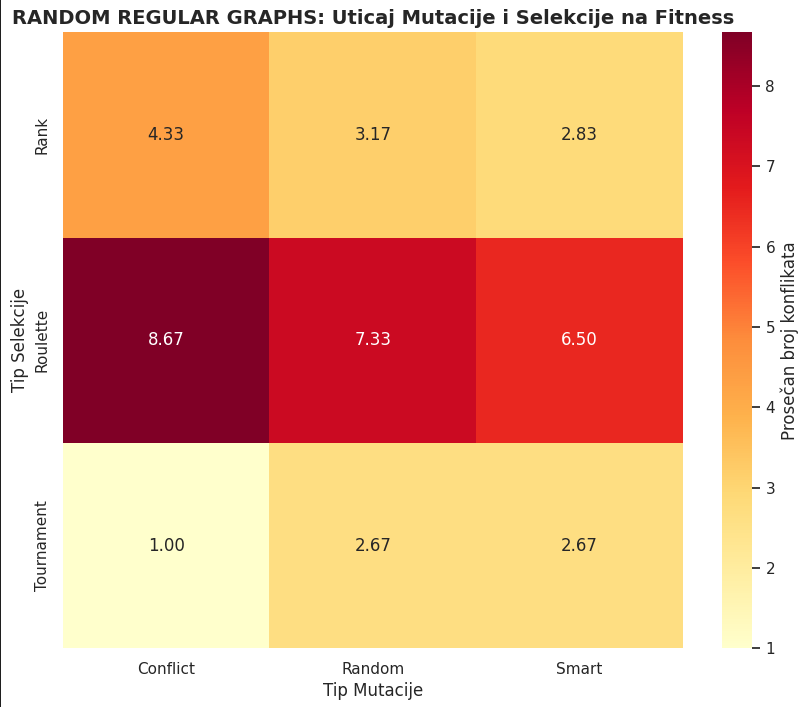 RANDOM REGULAR GRAPHS: Uticaj Mutacije i Selekcije na Fitness
Tip Selekcije
Rank
4.33 3.17 2.83
Roulette
8.67 7.33 6.50
Tournament
1.00 2.67 2.67
Conflict Random Smart
Tip Mutacije
8
7
6
5
4
3
2
1
Prosečan broj konflikata